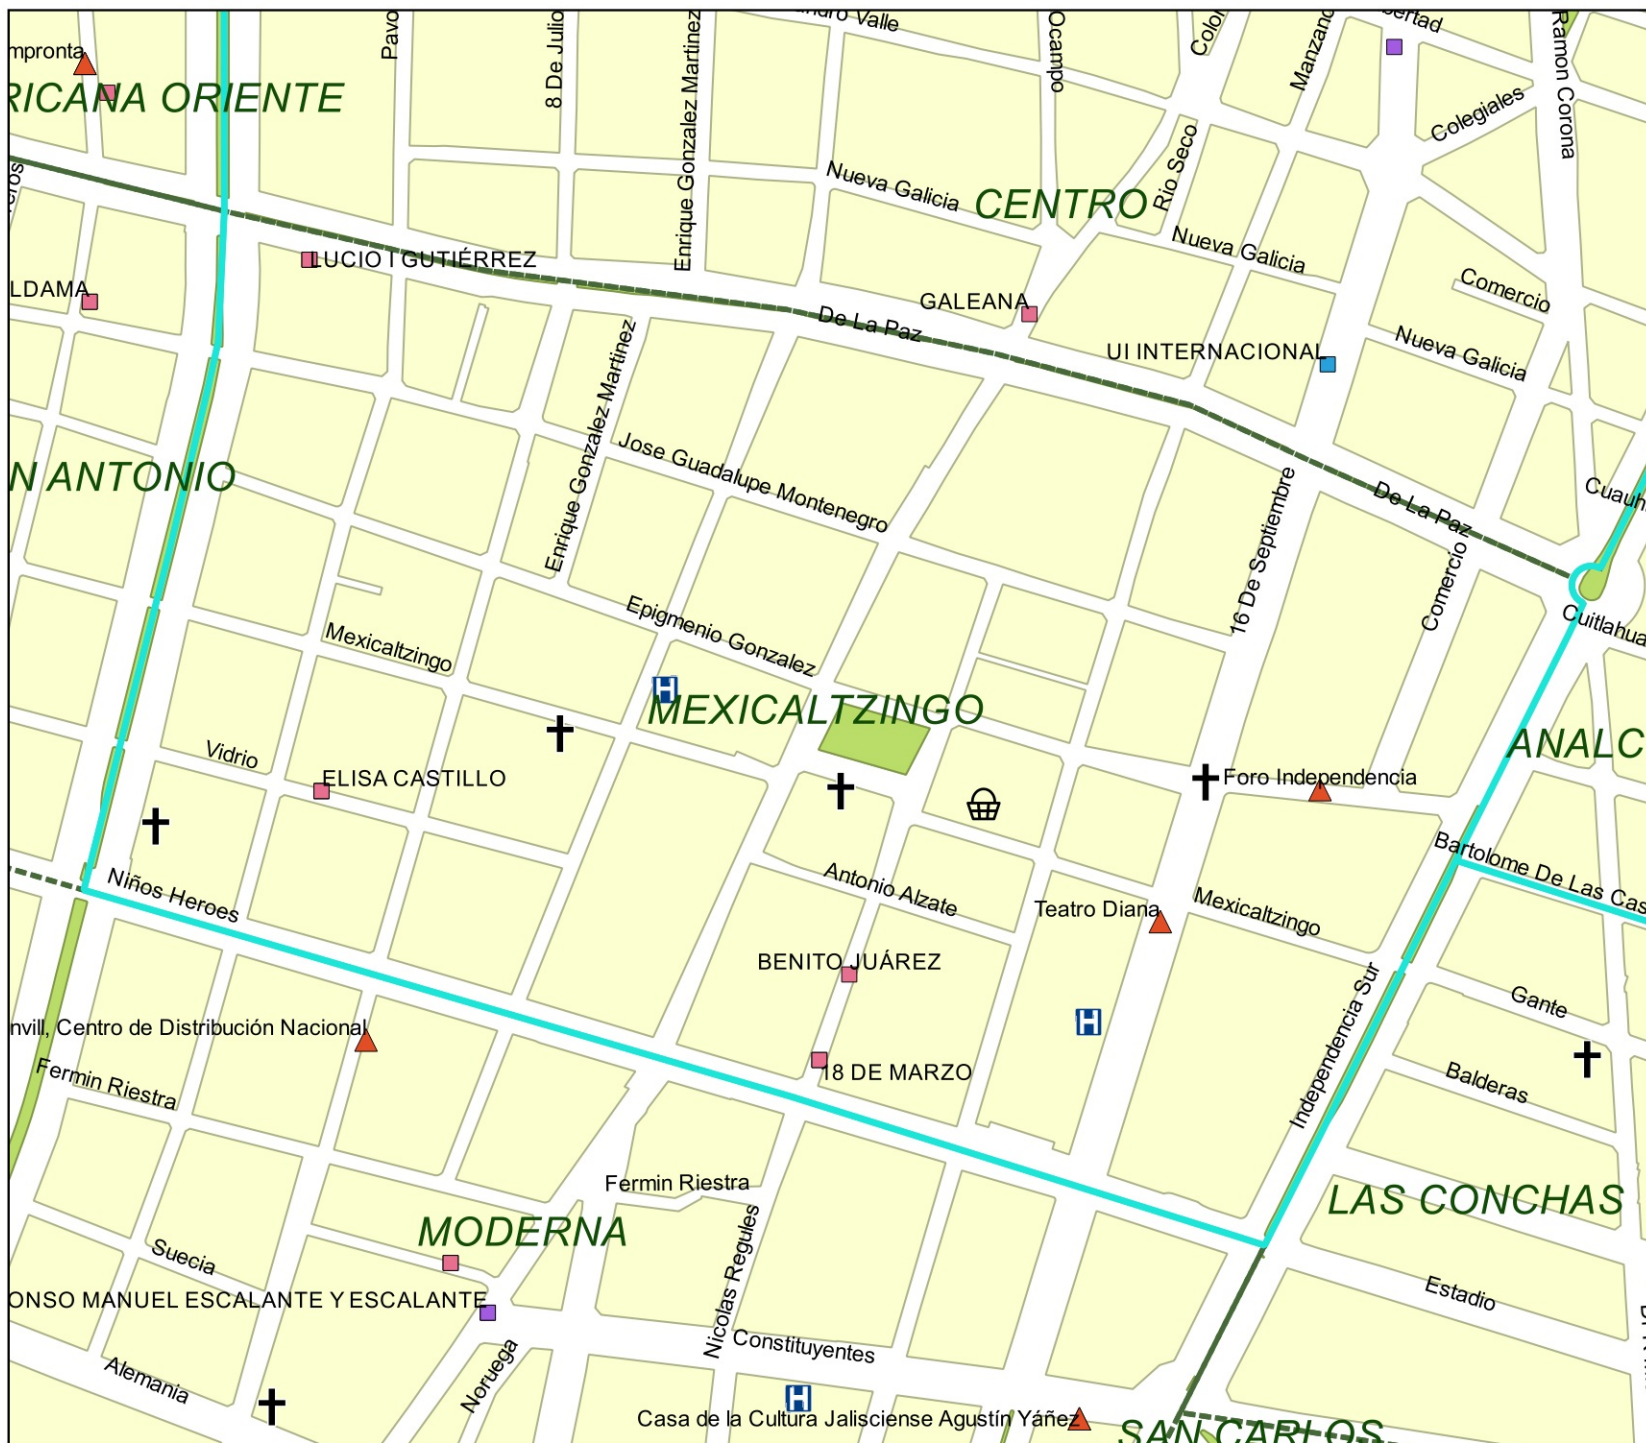 Pavo
8 De Julio
Enrique Gonzalez Martinez
Valle
Ocampo
Colon
Manzano
Ramon Corona
Colegiales
RICANA ORIENTE
Nueva Galicia
CENTRO
Rio Seco
Nueva Galicia
LUCIO I GUTIÉRREZ
LDAMA
GALEANA
De La Paz
Comercio
UI INTERNACIONAL
Nueva Galicia
Enrique Gonzalez Martinez
Jose Guadalupe Montenegro
N ANTONIO
16 De Septiembre
De La Paz
Cuauh
Comercio
Epigmenio Gonzalez
Cuitlahua
Mexicaltzingo
MEXICALTZINGO
ANALC
Vidrio
ELISA CASTILLO
Foro Independencia
Bartolome De Las Cas
Niños Heroes
Antonio Alzate
Teatro Diana
Mexicaltzingo
BENITO JUÁREZ
Independencia Sur
Gante
nvill, Centro de Distribución Nacional
18 DE MARZO
Fermin Riestra
Balderas
Fermin Riestra
LAS CONCHAS
MODERNA
Nicolas Regules
Suecia
ONSO MANUEL ESCALANTE Y ESCALANTE
Estadio
Constituyentes
Noruega
Alemania
Casa de la Cultura Jalisciense Agustín Yáñez
SAN CARLOS